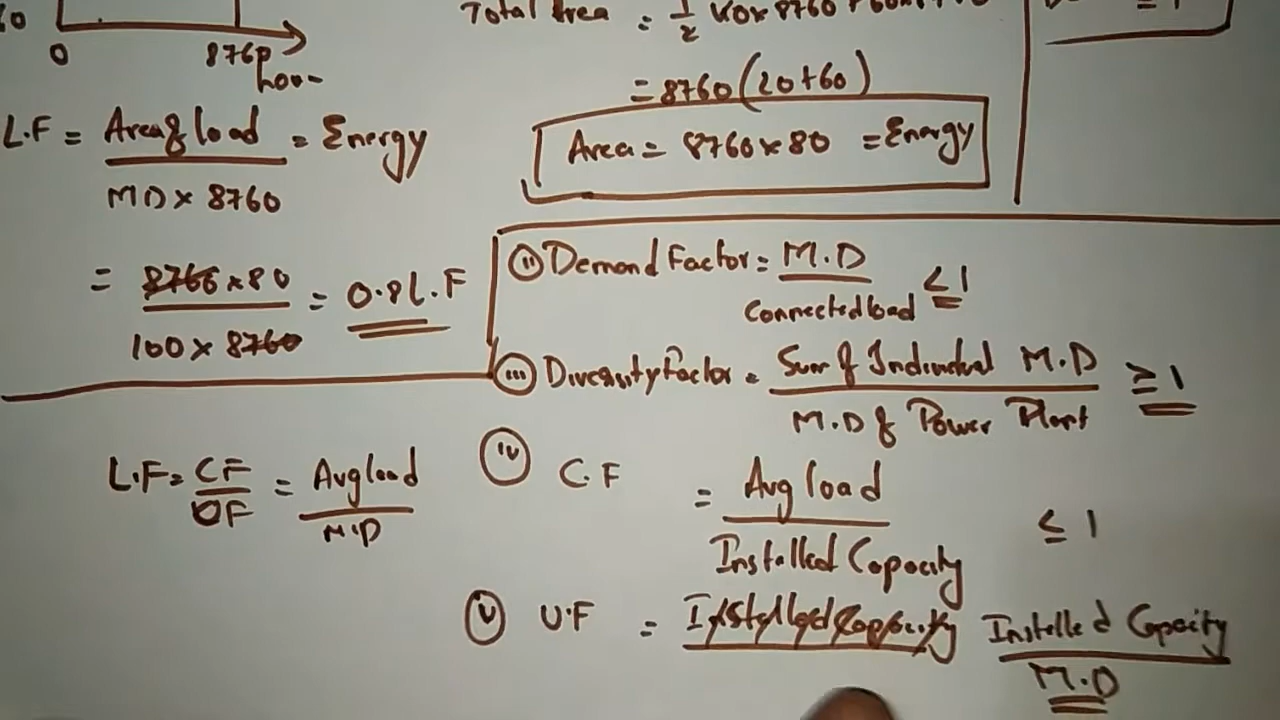 0
8760
hour
L.F = Area of load / MD × 8760 = Energy
= 8760 × 80 / 100 × 8760 = 0.8 L.F
Total Area = 1/2
= 8760 (20+60)
Area = 8760 × 80 = Energy
(ii) Demand Factor = M.D / Connected load ≤ 1
(iii) Diversity Factor = Sum of Individual M.D / M.D of Power Plant ≥ 1
L.F = CF / UF = Avg load / M.D
(iv) C.F = Avg load / Installed Capacity ≤ 1
(v) U.F = Installed Capacity Installed Capacity / M.D